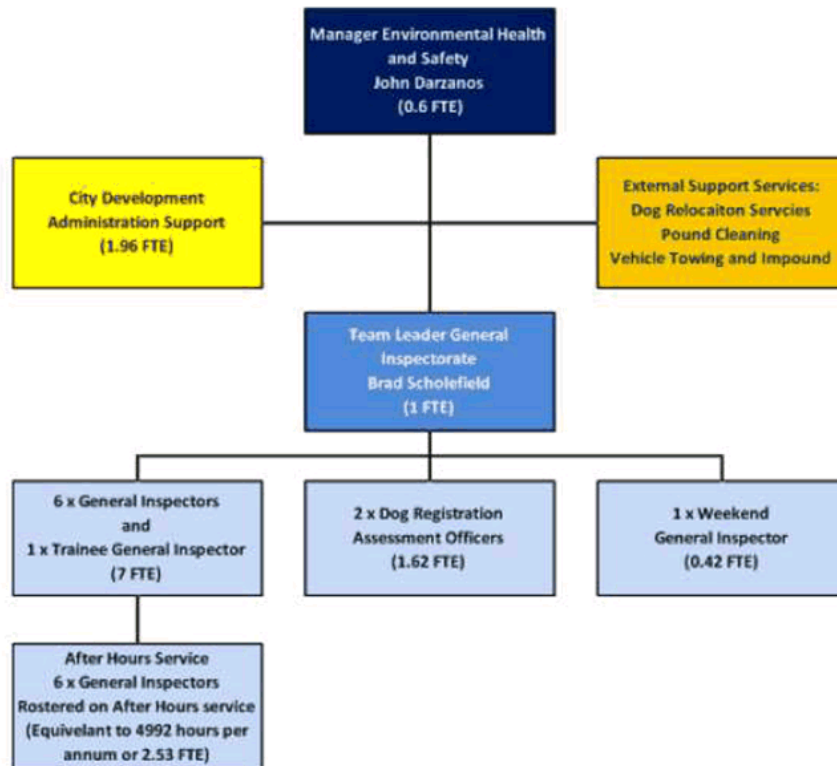 Manager Environmental Health
and Safety
John Darzanos
(0.6 FTE)
City Development
Administration Support
(1.96 FTE)
External Support Services:
Dog Relocaiton Servcies
Pound Cleaning
Vehicle Towing and Impound
Team Leader General
Inspectorate
Brad Scholefield
(1 FTE)
6 x General Inspectors
and
1 x Trainee General Inspector
(7 FTE)
2 x Dog Registration
Assessment Officers
(1.62 FTE)
1 x Weekend
General Inspector
(0.42 FTE)
After Hours Service
6 x General Inspectors
Rostered on After Hours service
(Equivelant to 4992 hours per
annum or 2.53 FTE)